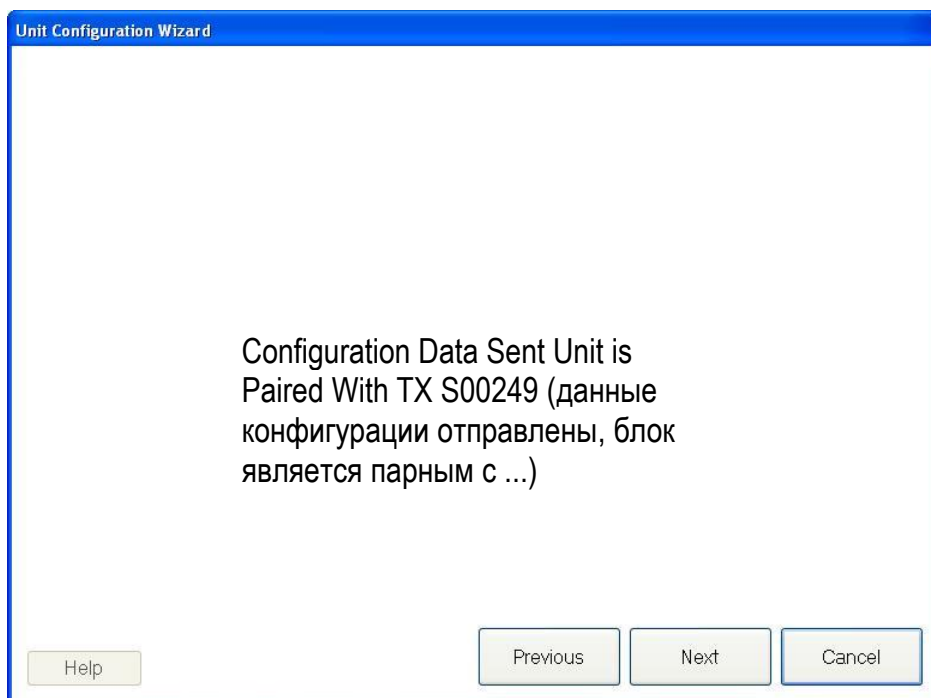 Unit Configuration Wizard
Configuration Data Sent Unit is
Paired With TX S00249 (данные
конфигурации отправлены, блок
является парным с ...)
Help
Previous
Next
Cancel